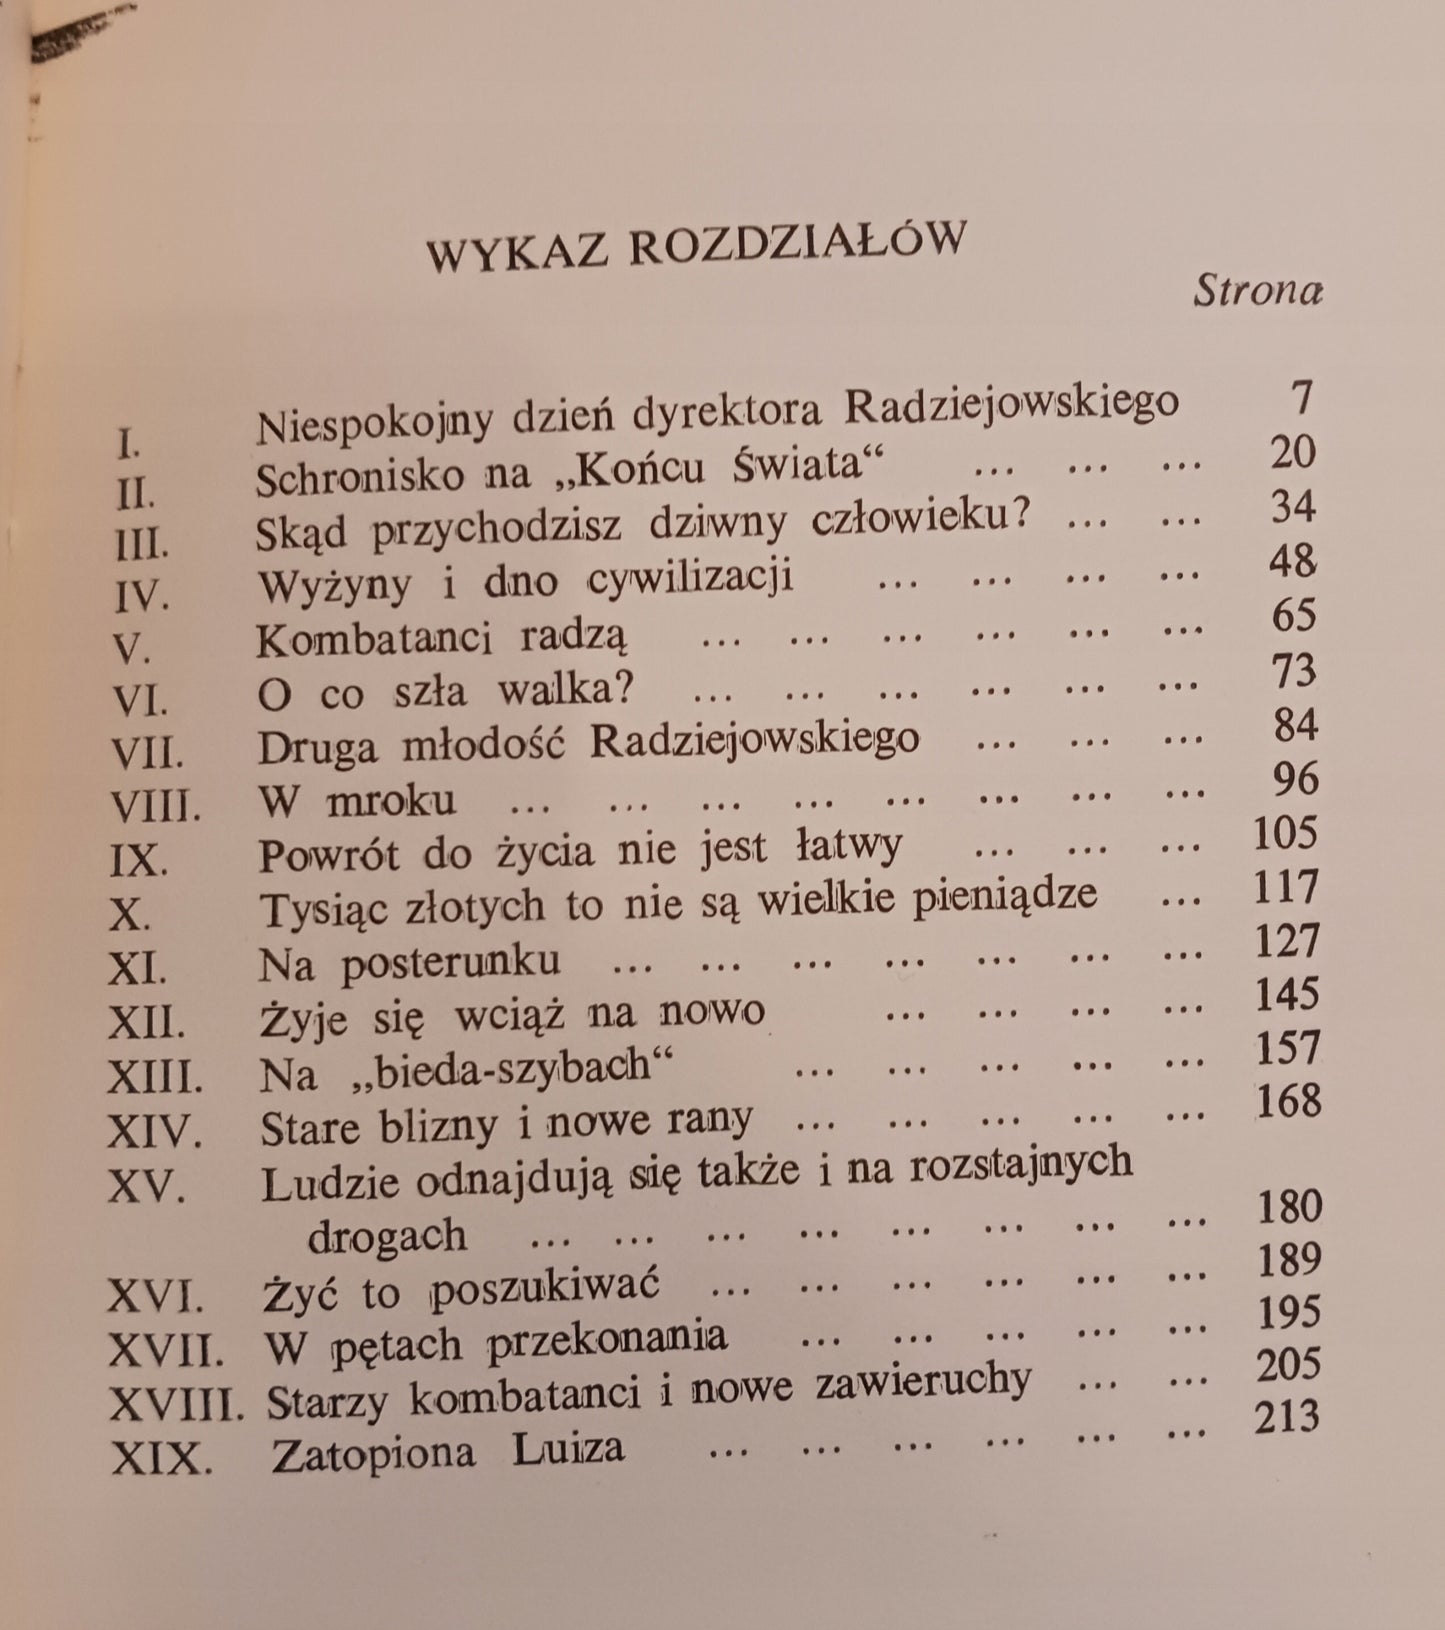 WYKAZ ROZDZIAŁÓW
Strona
I. Niespokojny dzień dyrektora Radziejowskiego 7
II. Schronisko na „Końcu Świata“ ... ... ... 20
III. Skąd przychodzisz dziwny człowieku? ... ... 34
IV. Wyżyny i dno cywilizacji ... ... ... ... 48
V. Kombatanci radzą ... ... ... ... ... ... 65
VI. O co szła walka? ... ... ... ... ... ... 73
VII. Druga młodość Radziejowskiego ... ... ... 84
VIII. W mroku ... ... ... ... ... ... ... ... 96
IX. Powrót do życia nie jest łatwy ... ... ... 105
X. Tysiąc złotych to nie są wielkie pieniądze ... 117
XI. Na posterunku ... ... ... ... ... ... ... 127
XII. Żyje się wciąż na nowo ... ... ... ... 145
XIII. Na „bieda-szybach“ ... ... ... ... ... 157
XIV. Stare blizny i nowe rany ... ... ... ... ... 168
XV. Ludzie odnajdują się także i na rozstajnych
drogach ... ... ... ... ... ... ... ... 180
XVI. Żyć to poszukiwać ... ... ... ... ... ... 189
XVII. W pętach przekonania ... ... ... ... ... 195
XVIII. Starzy kombatanci i nowe zawieruchy ... ... 205
XIX. Zatopiona Luiza ... ... ... ... ... ... 213